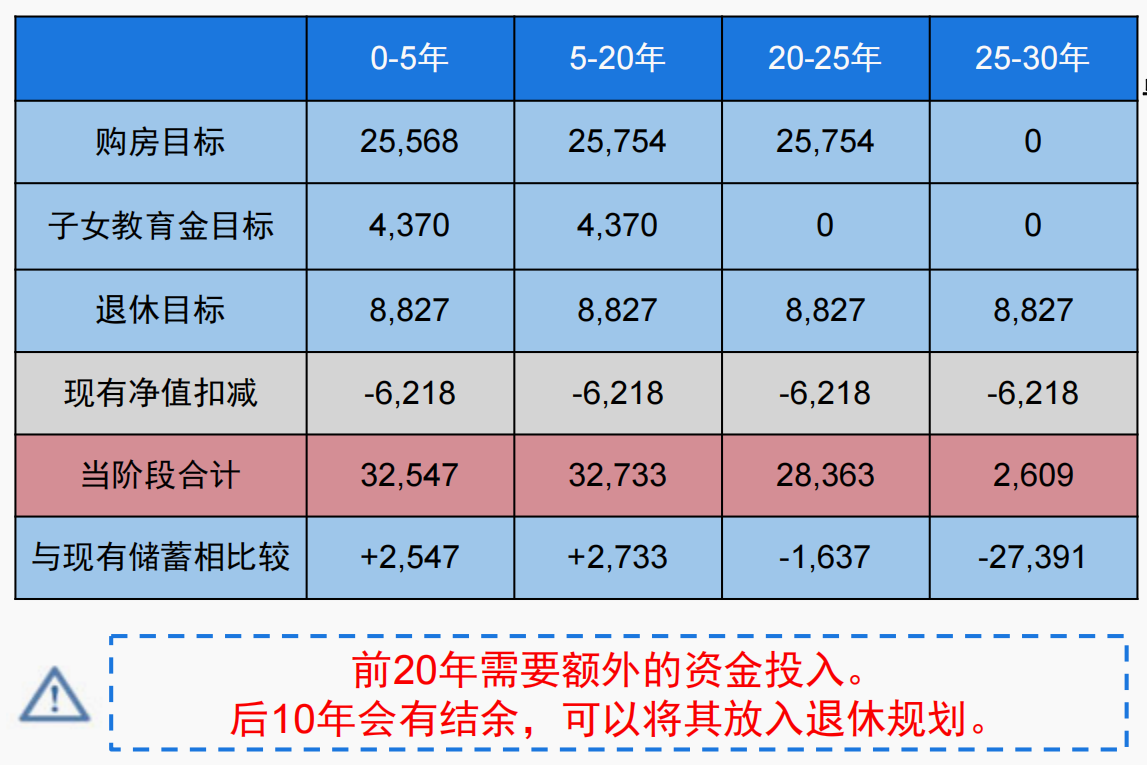 0-5年 5-20年 20-25年 25-30年
购房目标 25,568 25,754 25,754 0
子女教育金目标 4,370 4,370 0 0
退休目标 8,827 8,827 8,827 8,827
现有净值扣减 -6,218 -6,218 -6,218 -6,218
当阶段合计 32,547 32,733 28,363 2,609
与现有储蓄相比较 +2,547 +2,733 -1,637 -27,391
前20年需要额外的资金投入。
后10年会有结余，可以将其放入退休规划。